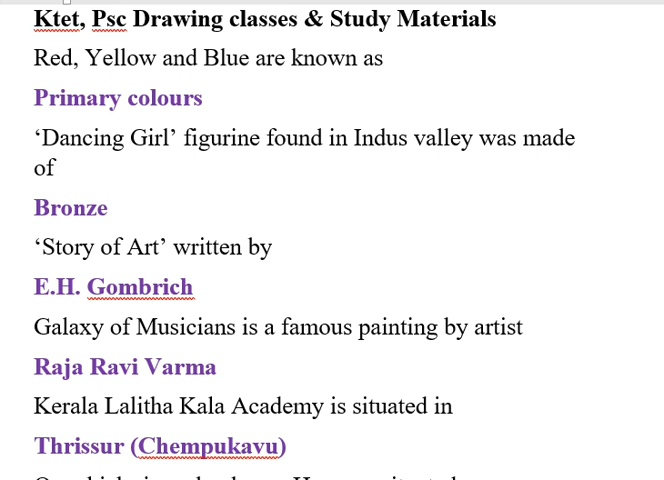 Ktet, Psc Drawing classes & Study Materials
Red, Yellow and Blue are known as
Primary colours
‘Dancing Girl’ figurine found in Indus valley was made
of
Bronze
‘Story of Art’ written by
E.H. Gombrich
Galaxy of Musicians is a famous painting by artist
Raja Ravi Varma
Kerala Lalitha Kala Academy is situated in
Thrissur (Chempukavu)